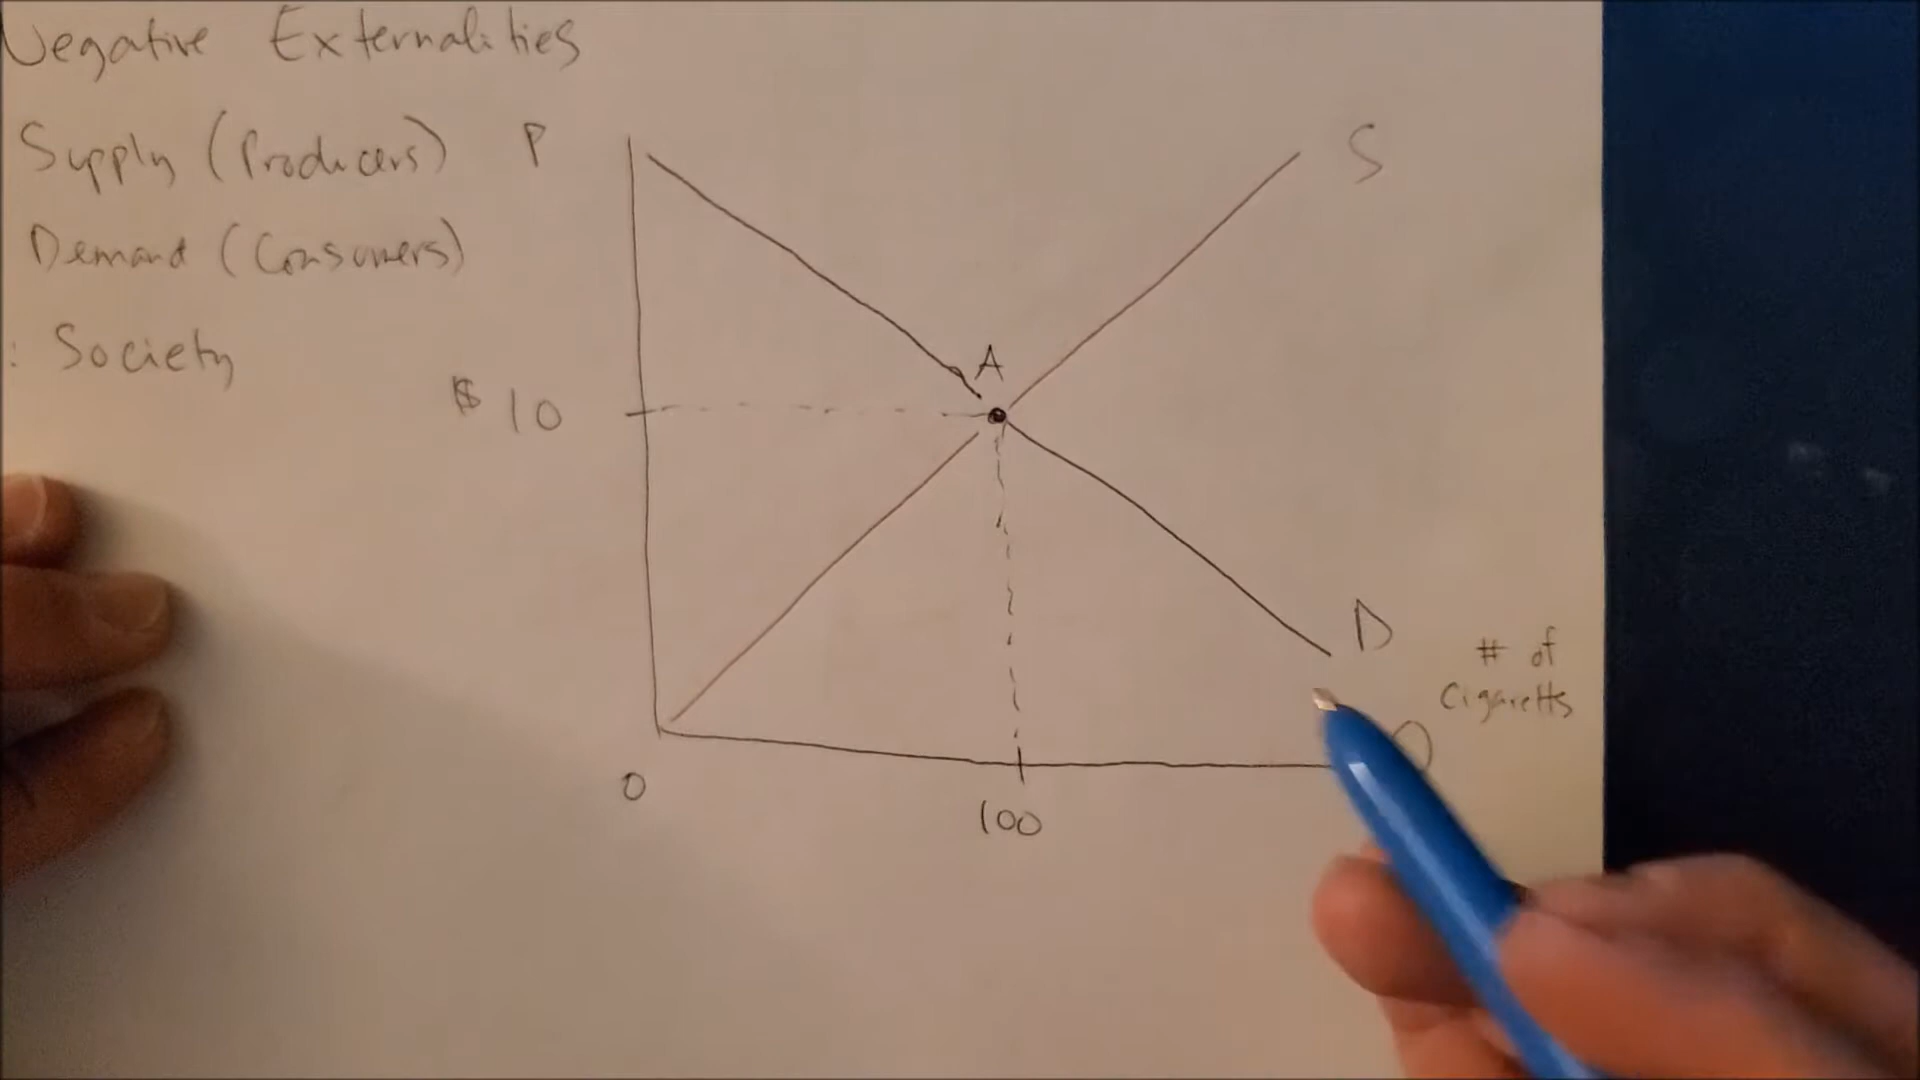 Negative Externalities
Supply (Producers)
Demand (Consumers)
: Society
P
S
A
$ 10
D
# of
Cigaretts
Q
0
100